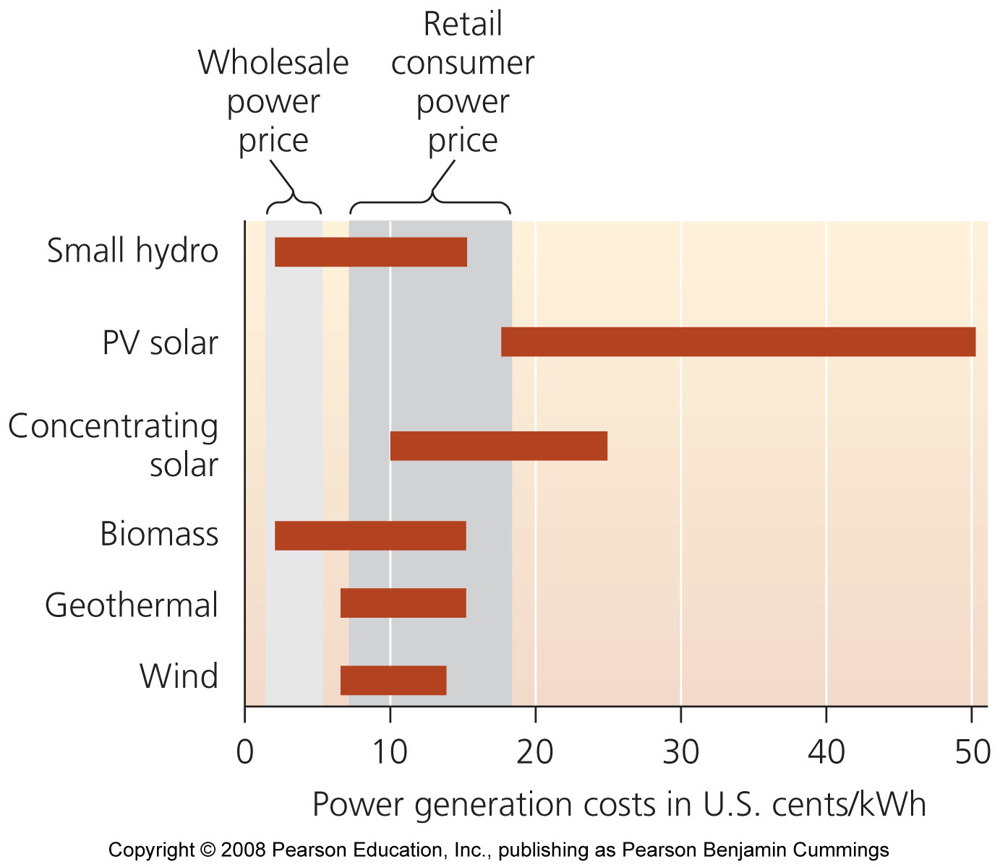 Retail
consumer
power
price
Wholesale
power
price
Small hydro
PV solar
Concentrating
solar
Biomass
Geothermal
Wind
0 10 20 30 40 50
Power generation costs in U.S. cents/kWh
Copyright © 2008 Pearson Education, Inc., publishing as Pearson Benjamin Cummings